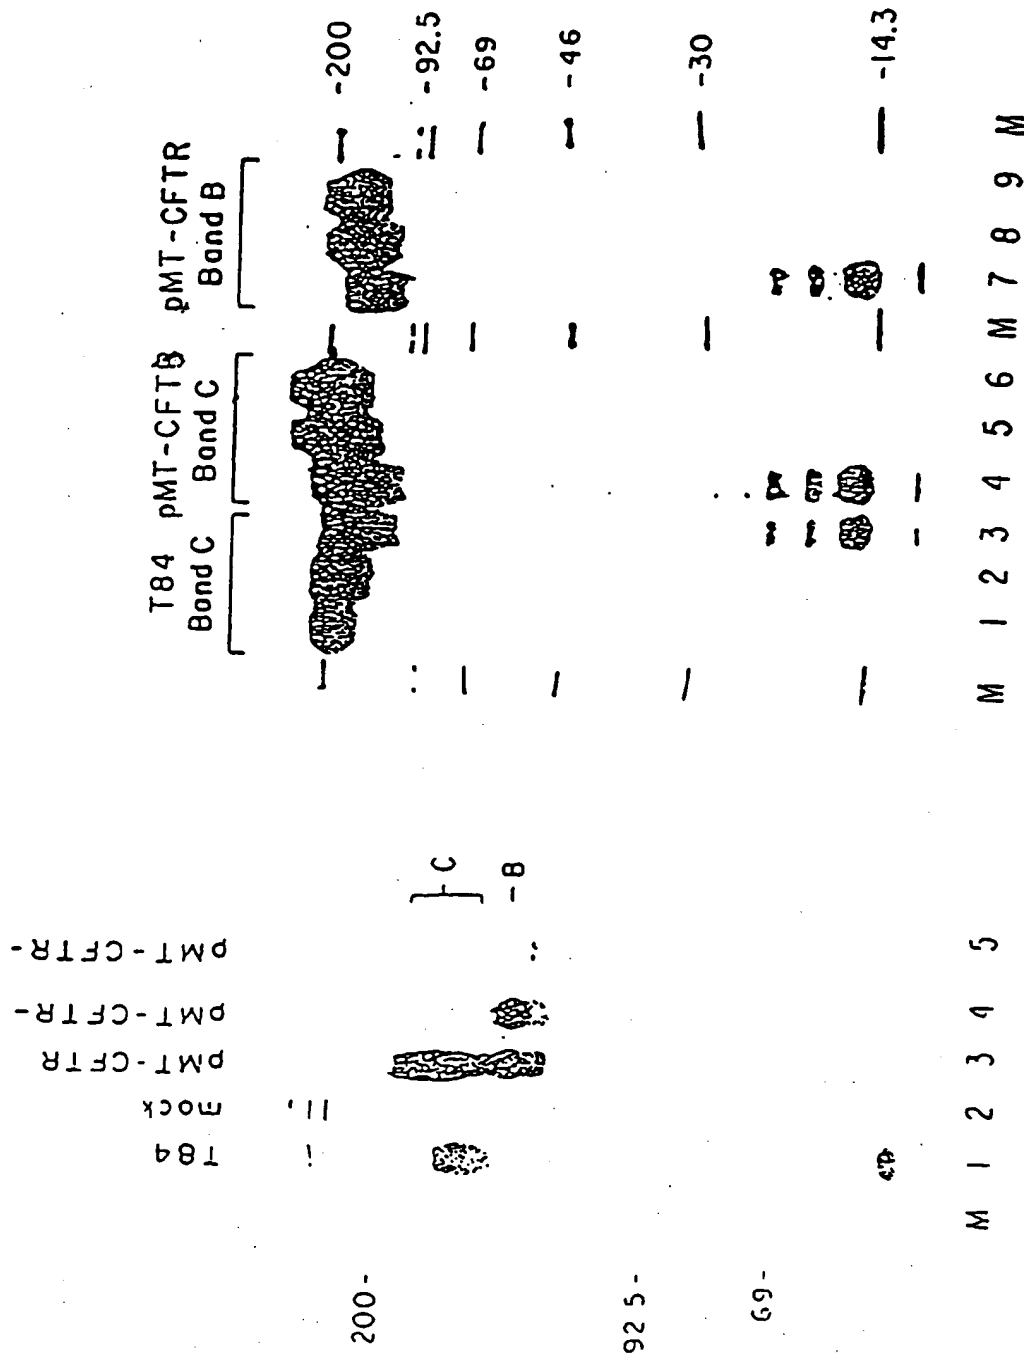 T84 pMT-CFTR pMT-CFTR
Band C Band C Band B
-200
-92.5
-69
-46
-30
-14.3
M 1 2 3 4 5 6 M 7 8 9 M
T84
mock
pMT-CFTR
pMT-CFTR-
pMT-CFTR-
200-
92 5-
69-
C
-B
M 1 2 3 4 5